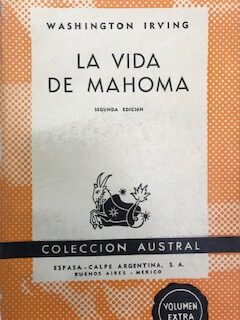 WASHINGTON IRVING
LA VIDA
DE MAHOMA
SEGUNDA EDICION
COLECCION AUSTRAL
ESPASA-CALPE ARGENTINA, S. A.
BUENOS AIRES - MEXICO
VOLUMEN
EXTRA